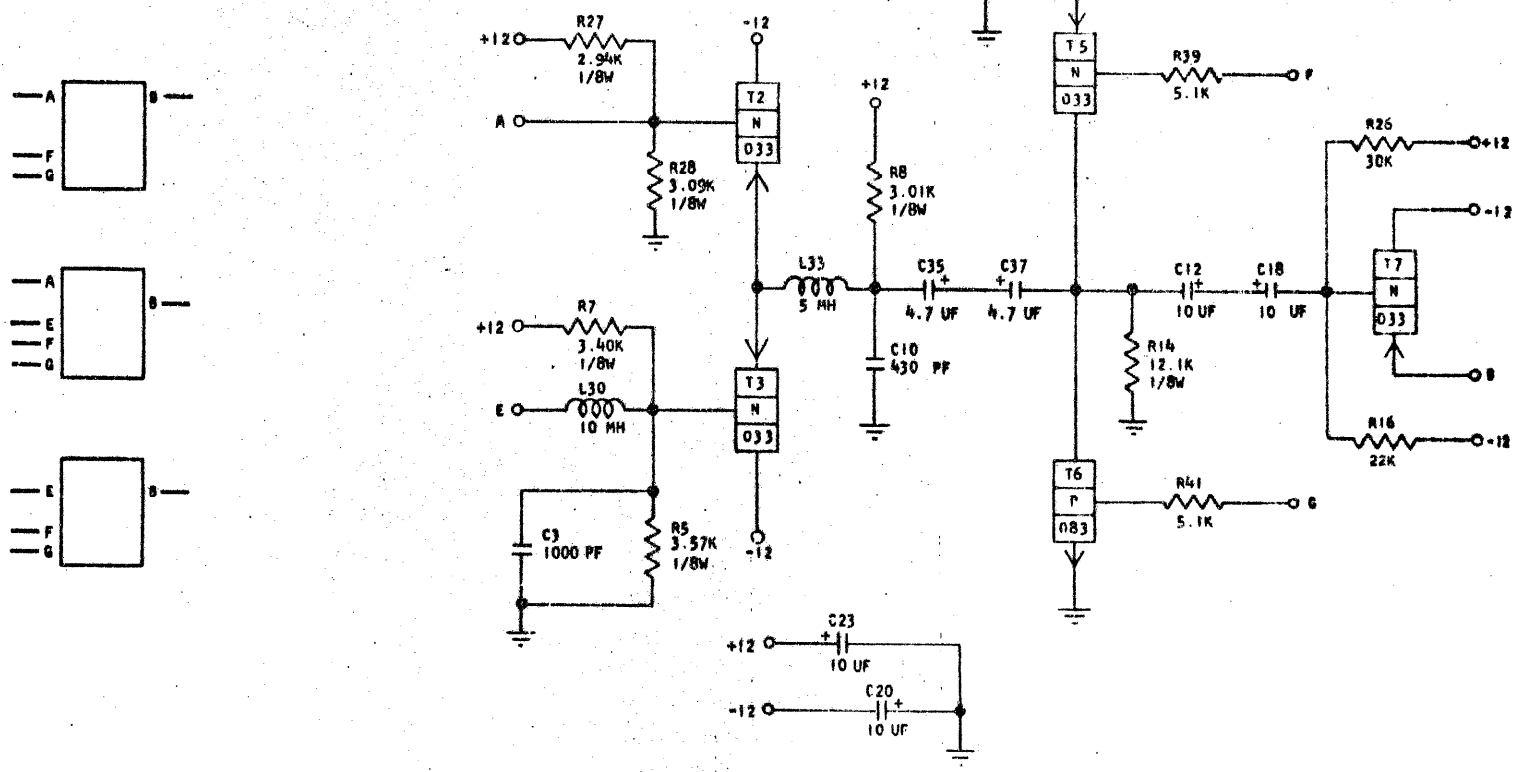 A
B
F
G
A
B
E
F
G
E
B
F
G
R27
+12
2.94K
1/8W
A
R28
3.09K
1/8W
-12
T2
N
033
+12
R8
3.01K
1/8W
L33
5 MH
C10
430 PF
C35
+
4.7 UF
C37
+
4.7 UF
R7
+12
3.40K
1/8W
L30
E
10 MH
T3
N
033
-12
C3
1000 PF
R5
3.57K
1/8W
T5
N
033
R39
5.1K
F
C12
+
10 UF
C18
+
10 UF
R14
12.1K
1/8W
R26
30K
+12
-12
T7
N
033
B
R16
22K
-12
T6
P
083
R41
5.1K
G
C23
+12
+
10 UF
C20
-12
+
10 UF